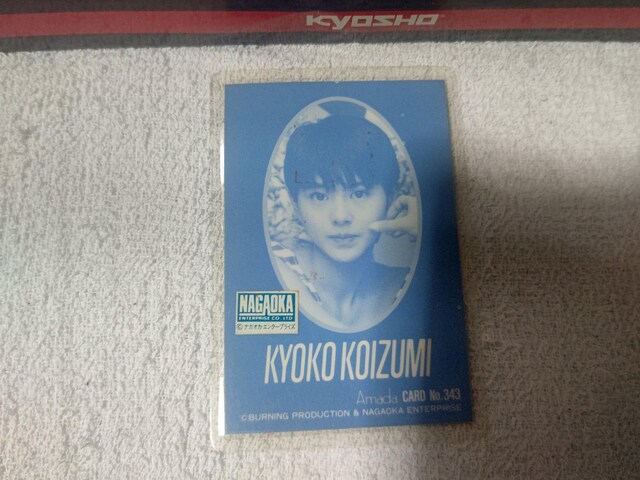 KYOSHO
NAGAOKA
ENTERPRISE CO. LTD
©ナガオカ・エンタープライズ
KYOKO KOIZUMI
Amada CARD No.343
©BURNING PRODUCTION & NAGAOKA ENTERPRISE